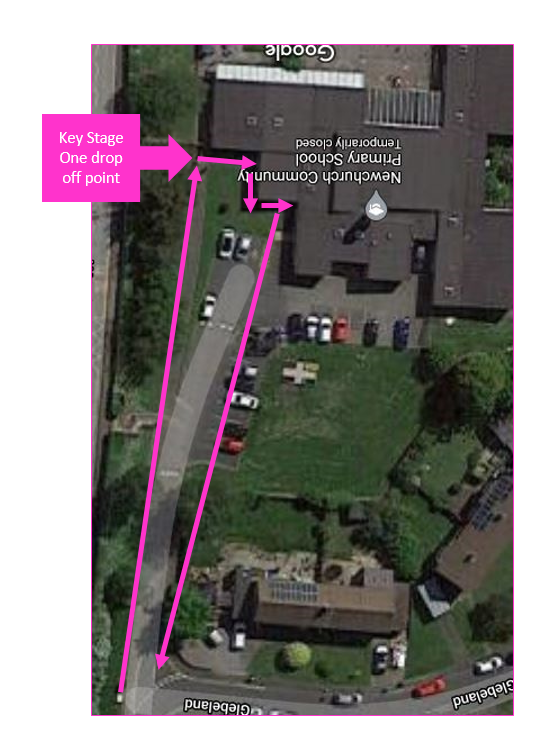 Google
Key Stage
One drop
off point
Temporarily closed
Primary School
Newchurch Community
Glebeland
Glebeland